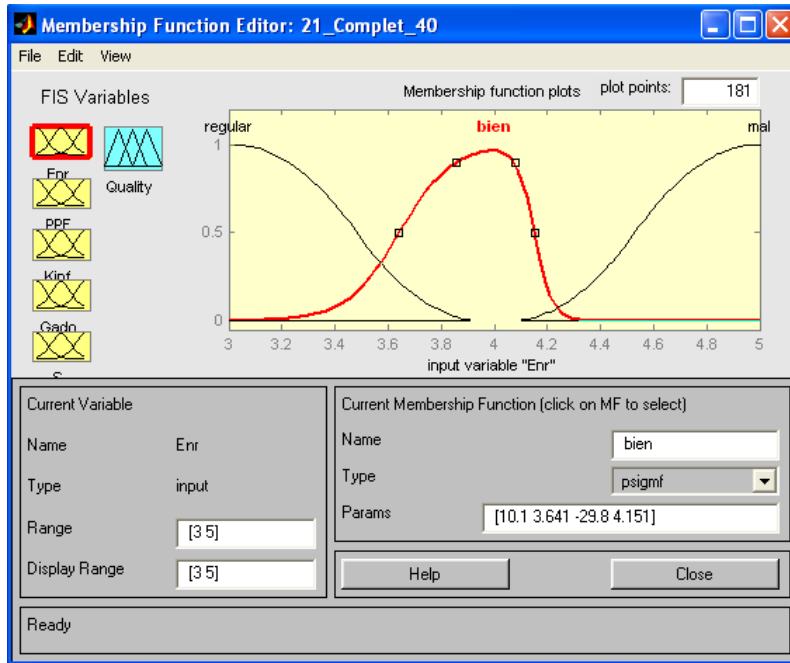 Membership Function Editor: 21_Complet_40
File Edit View
FIS Variables
Membership function plots plot points: 181
Enr
PPF
Kinf
Gado
Quality
regular bien mal
1
0.5
0
3 3.2 3.4 3.6 3.8 4 4.2 4.4 4.6 4.8 5
input variable "Enr"
Current Variable
Name Enr
Type input
Range [3 5]
Display Range [3 5]
Current Membership Function (click on MF to select)
Name bien
Type psigmf
Params [10.1 3.641 -29.8 4.151]
Help Close
Ready